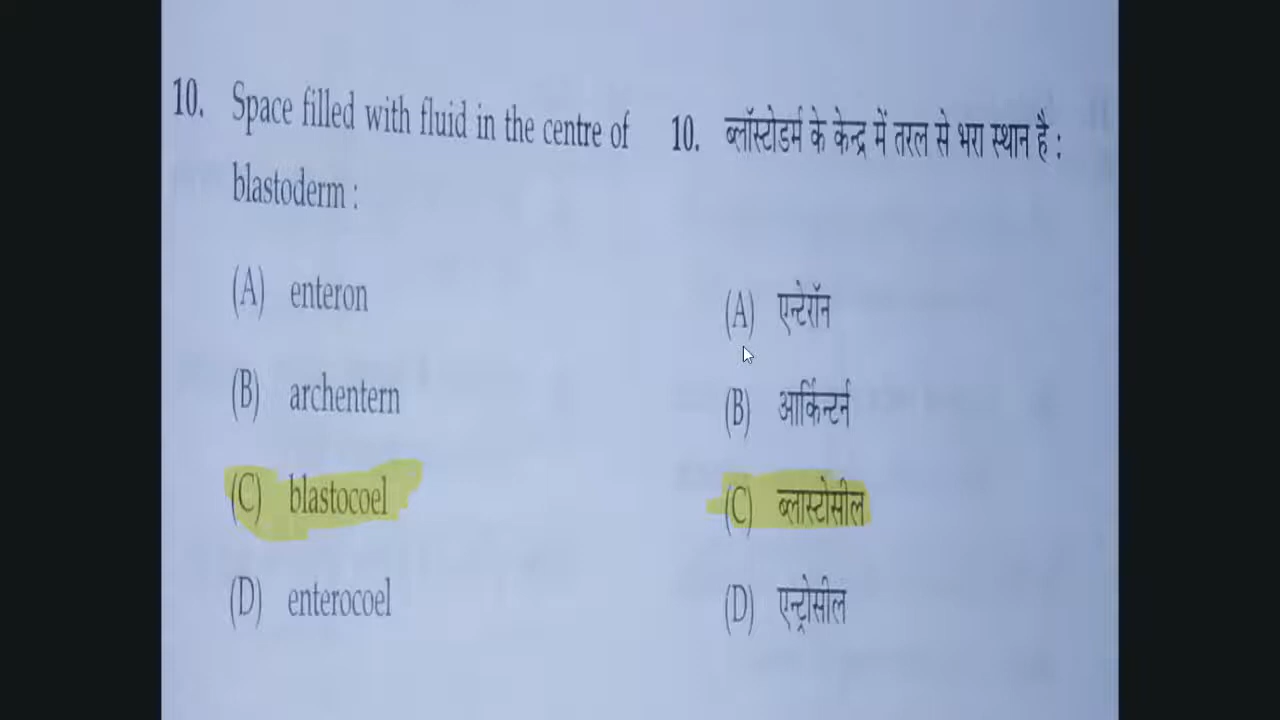 10. Space filled with fluid in the centre of
blastoderm :
(A) enteron
(B) archentern
(C) blastocoel
(D) enterocoel
10. ब्लॉस्टोडर्म के केन्द्र में तरल से भरा स्थान है :
(A) एन्टेरॉन
(B) आर्किन्टर्न
(C) ब्लास्टोसील
(D) एन्ट्रोसील